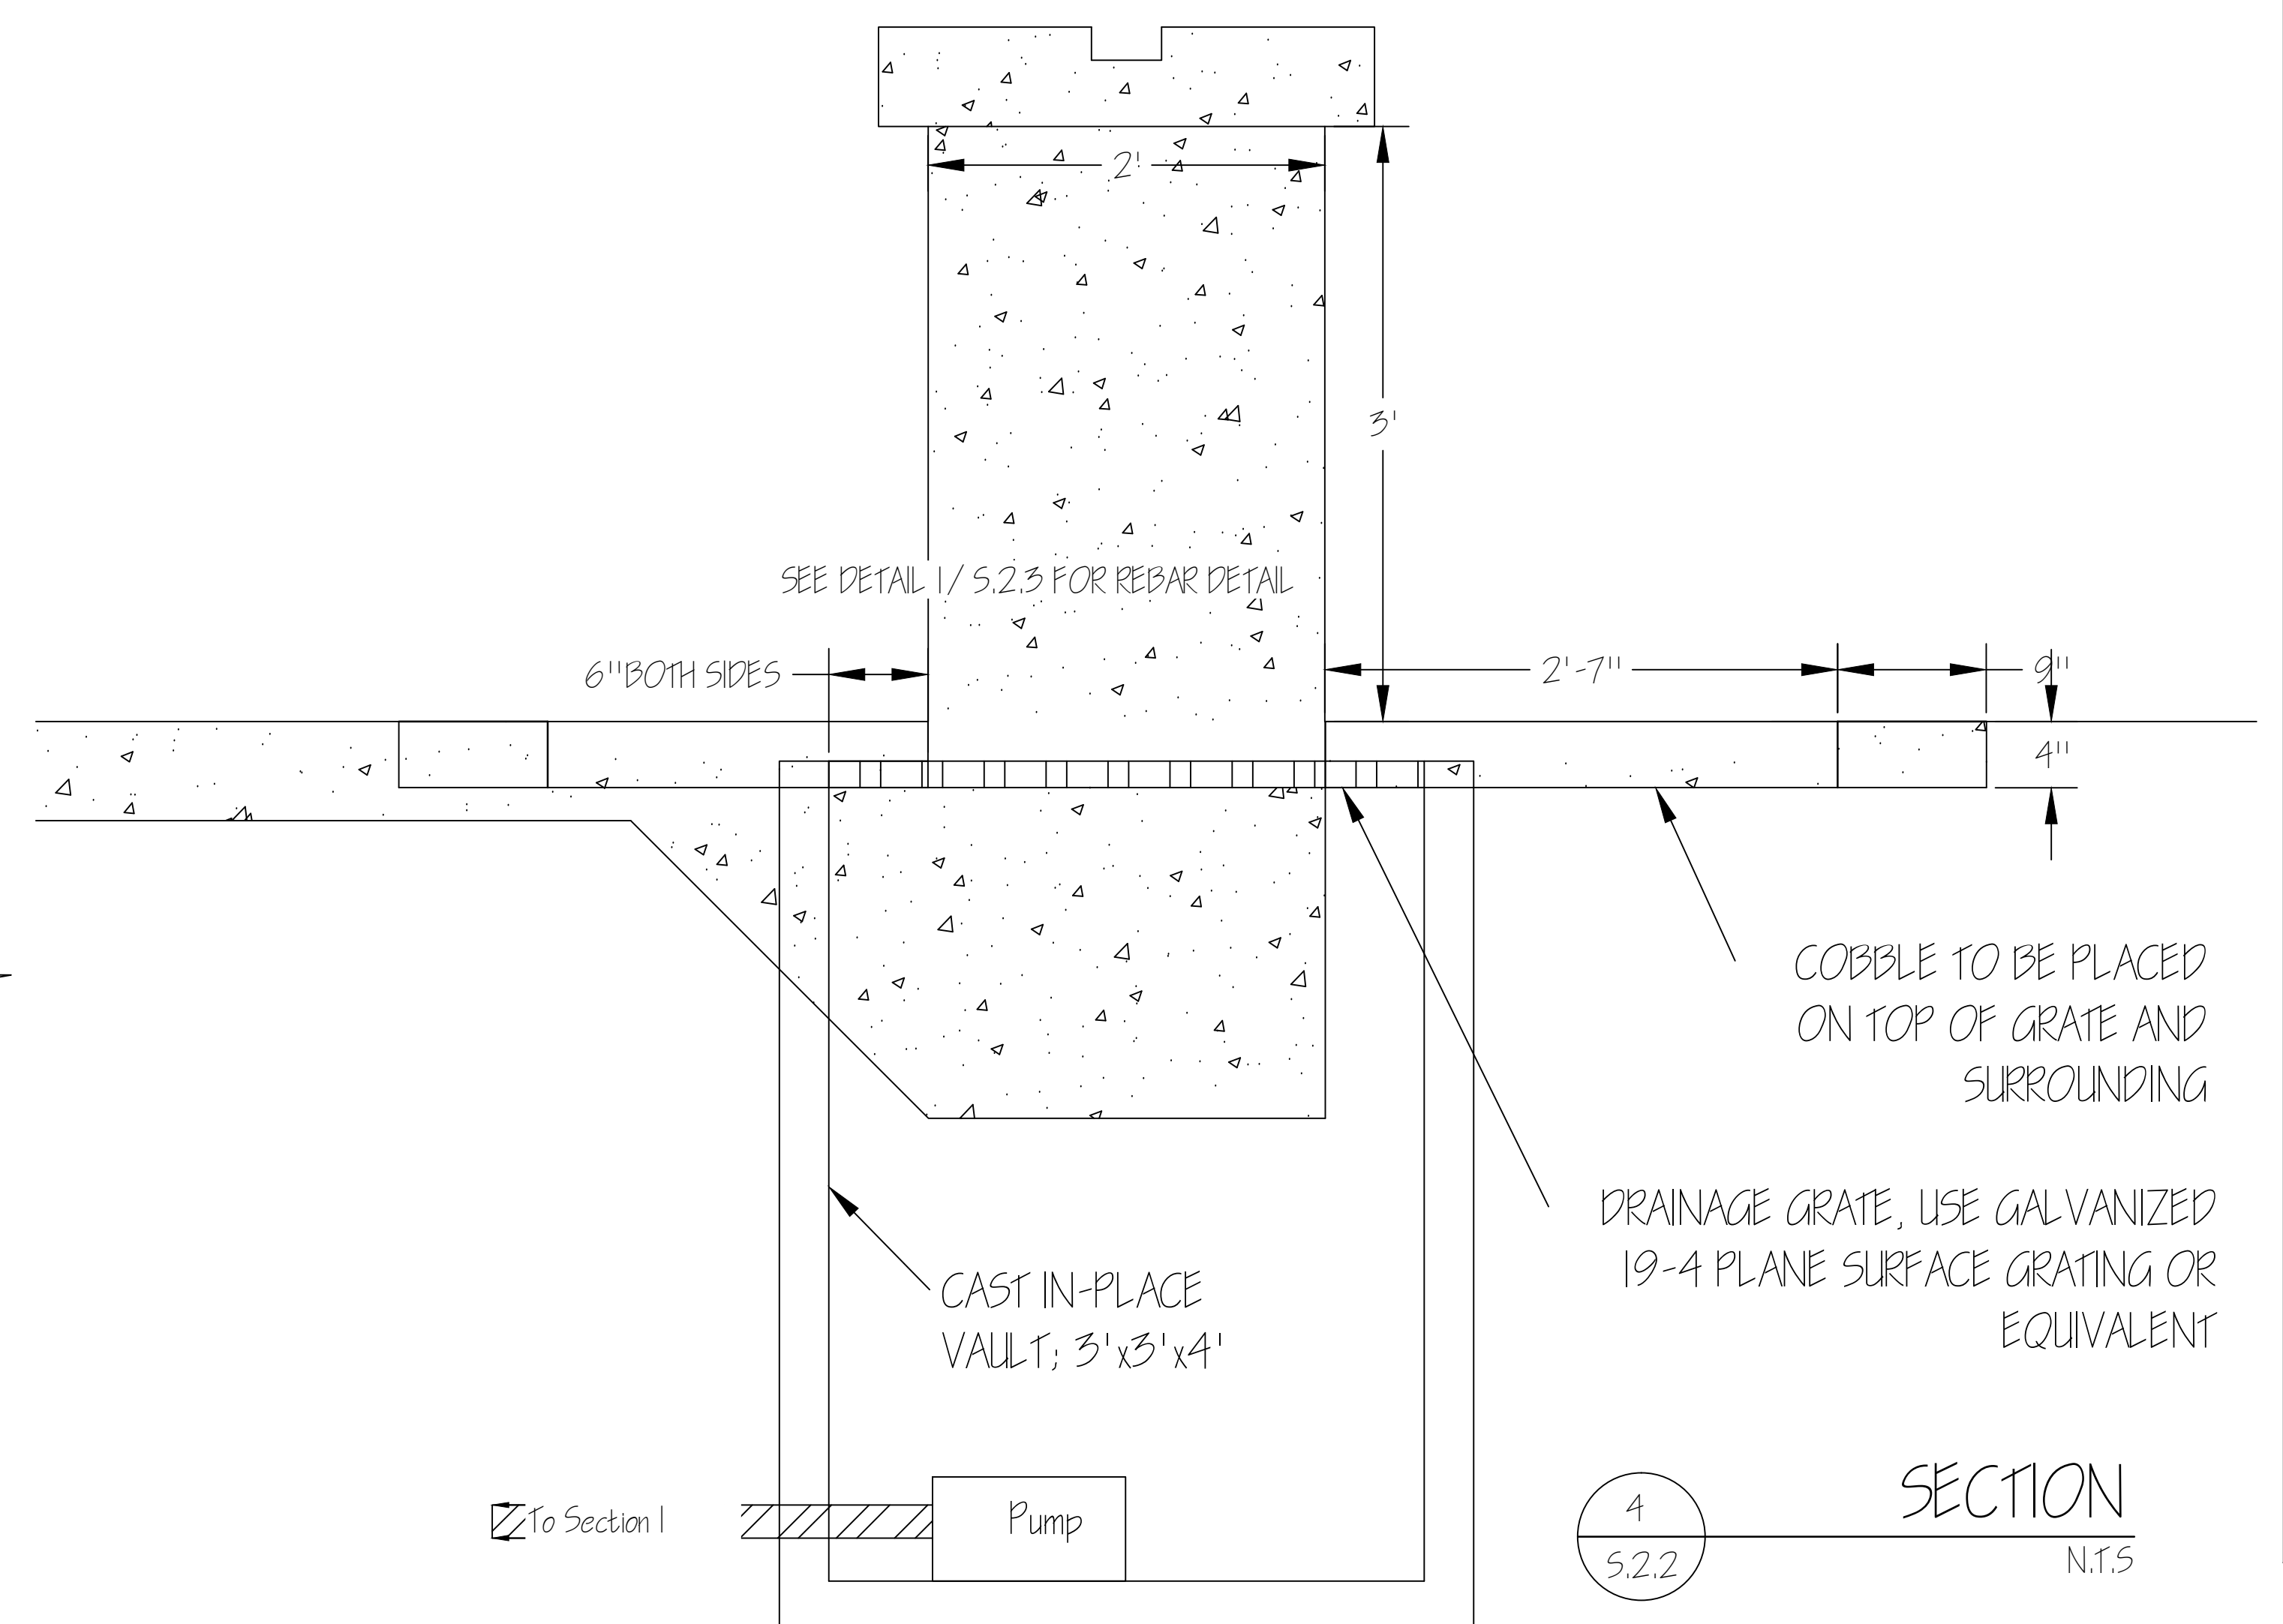 2'
3'
SEE DETAIL 1/ S.2.3 FOR REBAR DETAIL
6" BOTH SIDES
2'-7"
9"
4"
COBBLE TO BE PLACED
ON TOP OF GRATE AND
SURROUNDING
DRAINAGE GRATE, USE GALVANIZED
19-4 PLANE SURFACE GRATING OR
EQUIVALENT
CAST IN-PLACE
VAULT; 3'x3'x4'
To Section 1
Pump
4
S.2.2
SECTION
N.T.S